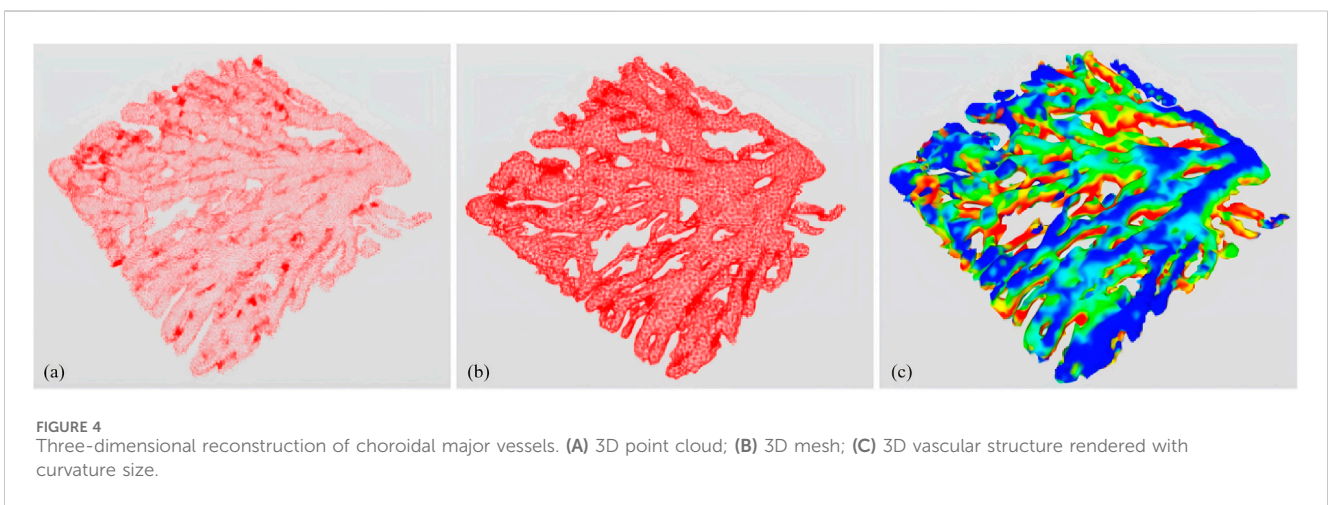 (a)
(b)
(c)
FIGURE 4
Three-dimensional reconstruction of choroidal major vessels. (A) 3D point cloud; (B) 3D mesh; (C) 3D vascular structure rendered with
curvature size.